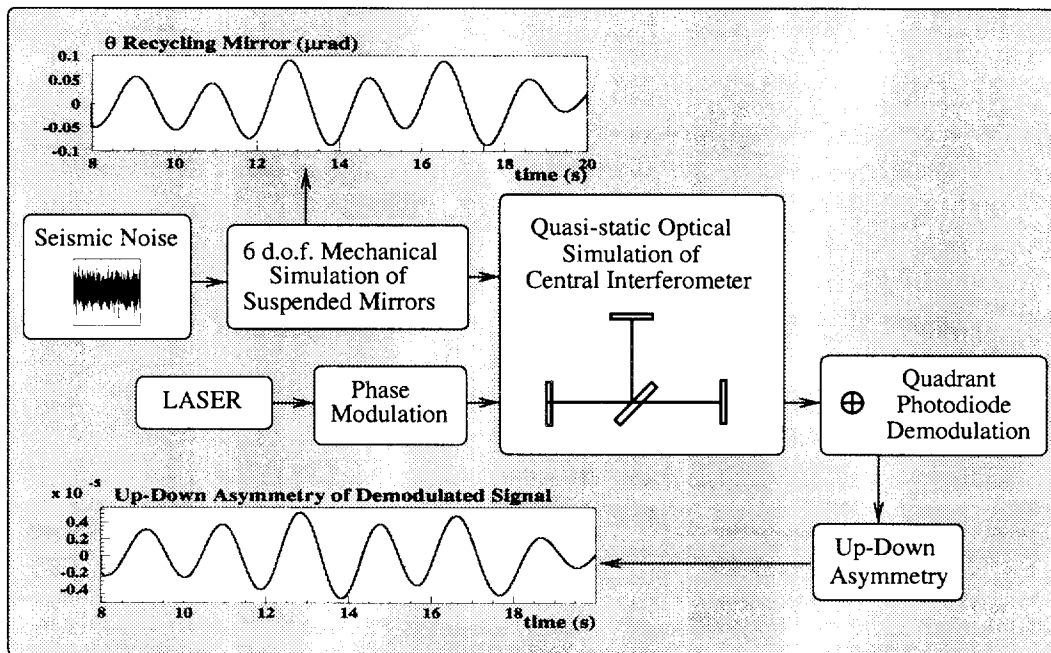 θ Recycling Mirror (μrad)
0.1
0.05
0
-0.05
-0.1
8 10 12 14 16 18 20
time (s)
Seismic Noise
6 d.o.f. Mechanical
Simulation of
Suspended Mirrors
Quasi-static Optical
Simulation of
Central Interferometer
LASER
Phase
Modulation
Quadrant
Photodiode
Demodulation
x 10 -5
Up-Down Asymmetry of Demodulated Signal
0.4
0.2
0
-0.2
-0.4
8 10 12 14 16 18
time (s)
Up-Down
Asymmetry